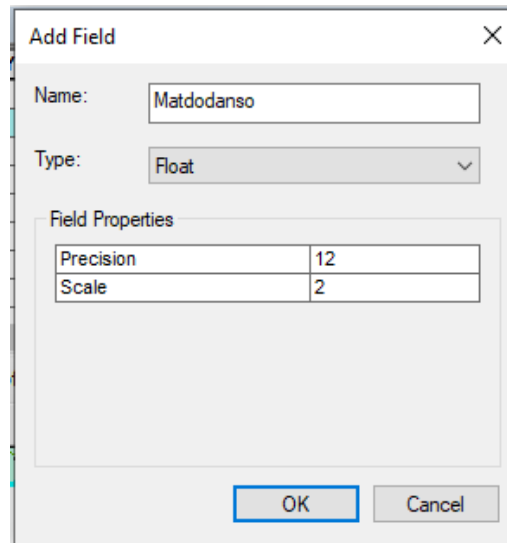 Add Field
Name: Matdodanso
Type: Float
Field Properties
Precision 12
Scale 2
OK Cancel